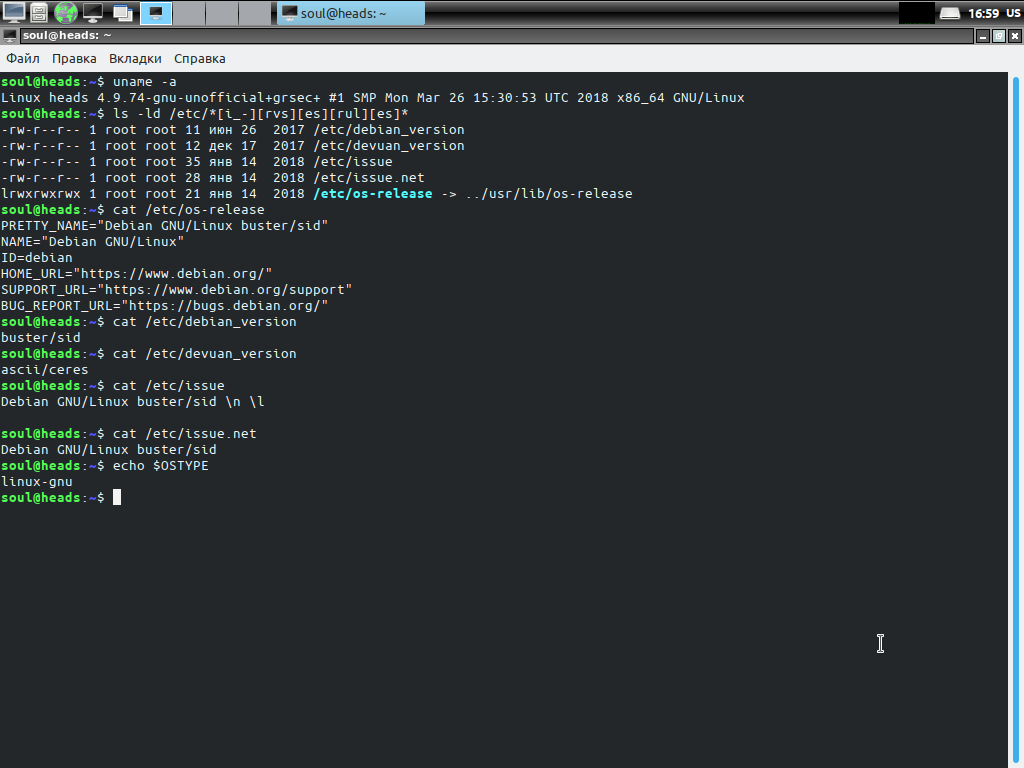 soul@heads: ~
16:59 US
soul@heads: ~
Файл Правка Вкладки Справка
soul@heads:~$ uname -a
Linux heads 4.9.74-gnu-unofficial+grsec+ #1 SMP Mon Mar 26 15:30:53 UTC 2018 x86_64 GNU/Linux
soul@heads:~$ ls -ld /etc/*[i_-][rvs][es][rul][es]*
-rw-r--r-- 1 root root 11 июн 26  2017 /etc/debian_version
-rw-r--r-- 1 root root 12 дек 17  2017 /etc/devuan_version
-rw-r--r-- 1 root root 35 янв 14  2018 /etc/issue
-rw-r--r-- 1 root root 28 янв 14  2018 /etc/issue.net
lrwxrwxrwx 1 root root 21 янв 14  2018 /etc/os-release -> ../usr/lib/os-release
soul@heads:~$ cat /etc/os-release
PRETTY_NAME="Debian GNU/Linux buster/sid"
NAME="Debian GNU/Linux"
ID=debian
HOME_URL="https://www.debian.org/"
SUPPORT_URL="https://www.debian.org/support"
BUG_REPORT_URL="https://bugs.debian.org/"
soul@heads:~$ cat /etc/debian_version
buster/sid
soul@heads:~$ cat /etc/devuan_version
ascii/ceres
soul@heads:~$ cat /etc/issue
Debian GNU/Linux buster/sid \n \l
soul@heads:~$ cat /etc/issue.net
Debian GNU/Linux buster/sid
soul@heads:~$ echo $OSTYPE
linux-gnu
soul@heads:~$